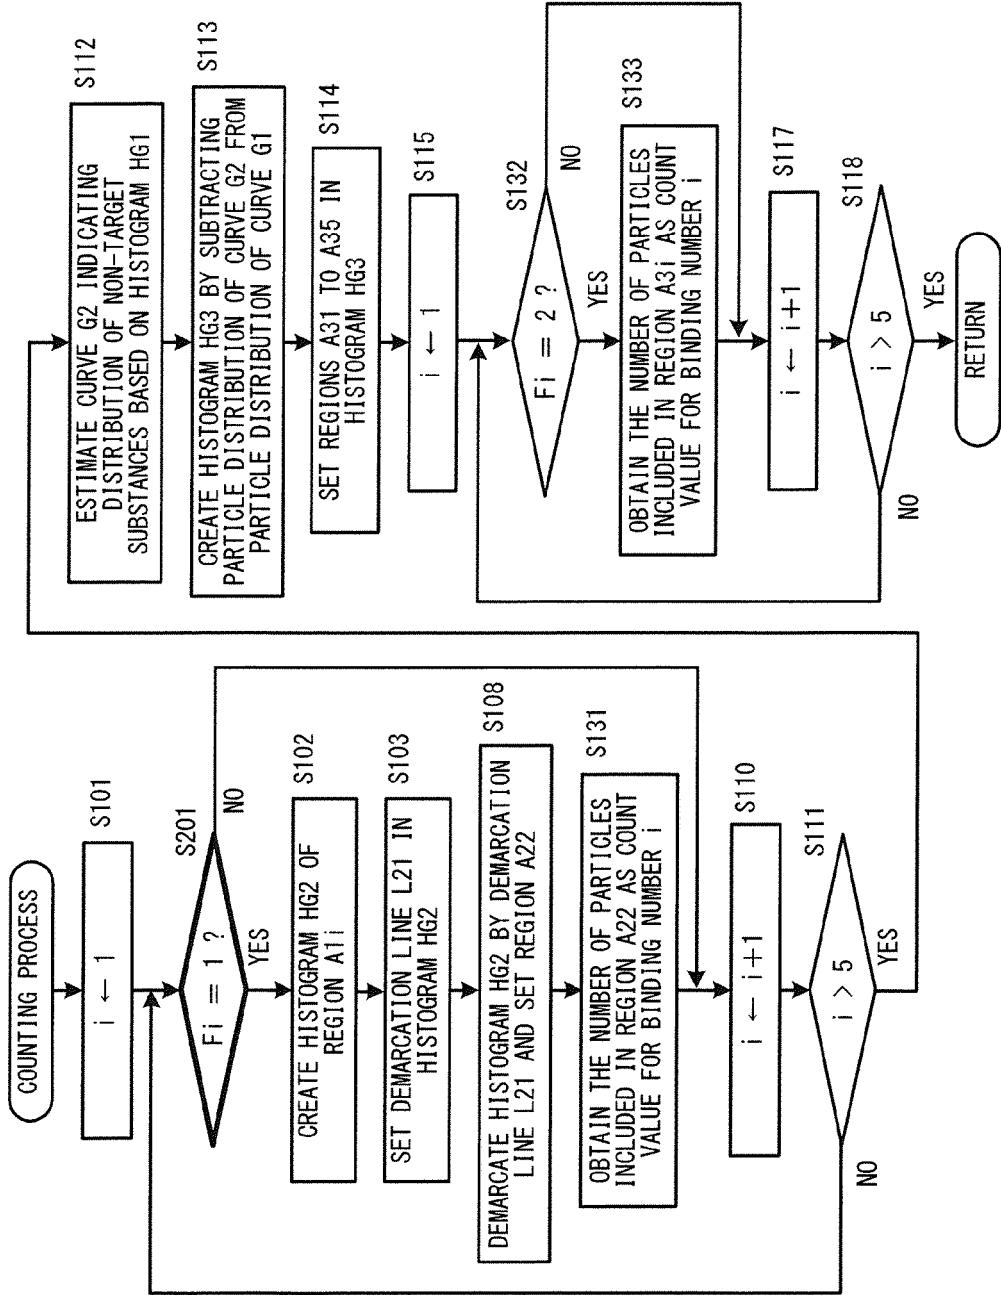 COUNTING PROCESS
S101
i ← 1
S201
Fi = 1 ?
NO
YES
S102
CREATE HISTOGRAM HG2 OF
REGION A1i
S103
SET DEMARCATION LINE L21 IN
HISTOGRAM HG2
S108
DEMARCATE HISTOGRAM HG2 BY DEMARCATION
LINE L21 AND SET REGION A22
S131
OBTAIN THE NUMBER OF PARTICLES
INCLUDED IN REGION A22 AS COUNT
VALUE FOR BINDING NUMBER i
S110
i ← i+1
S111
i > 5
NO
YES
S112
ESTIMATE CURVE G2 INDICATING
DISTRIBUTION OF NON-TARGET
SUBSTANCES BASED ON HISTOGRAM HG1
S113
CREATE HISTOGRAM HG3 BY SUBTRACTING
PARTICLE DISTRIBUTION OF CURVE G2 FROM
PARTICLE DISTRIBUTION OF CURVE G1
S114
SET REGIONS A31 TO A35 IN
HISTOGRAM HG3
S115
i ← 1
S132
Fi = 2 ?
NO
YES
S133
OBTAIN THE NUMBER OF PARTICLES
INCLUDED IN REGION A3i AS COUNT
VALUE FOR BINDING NUMBER i
S117
i ← i+1
S118
i > 5
NO
YES
RETURN